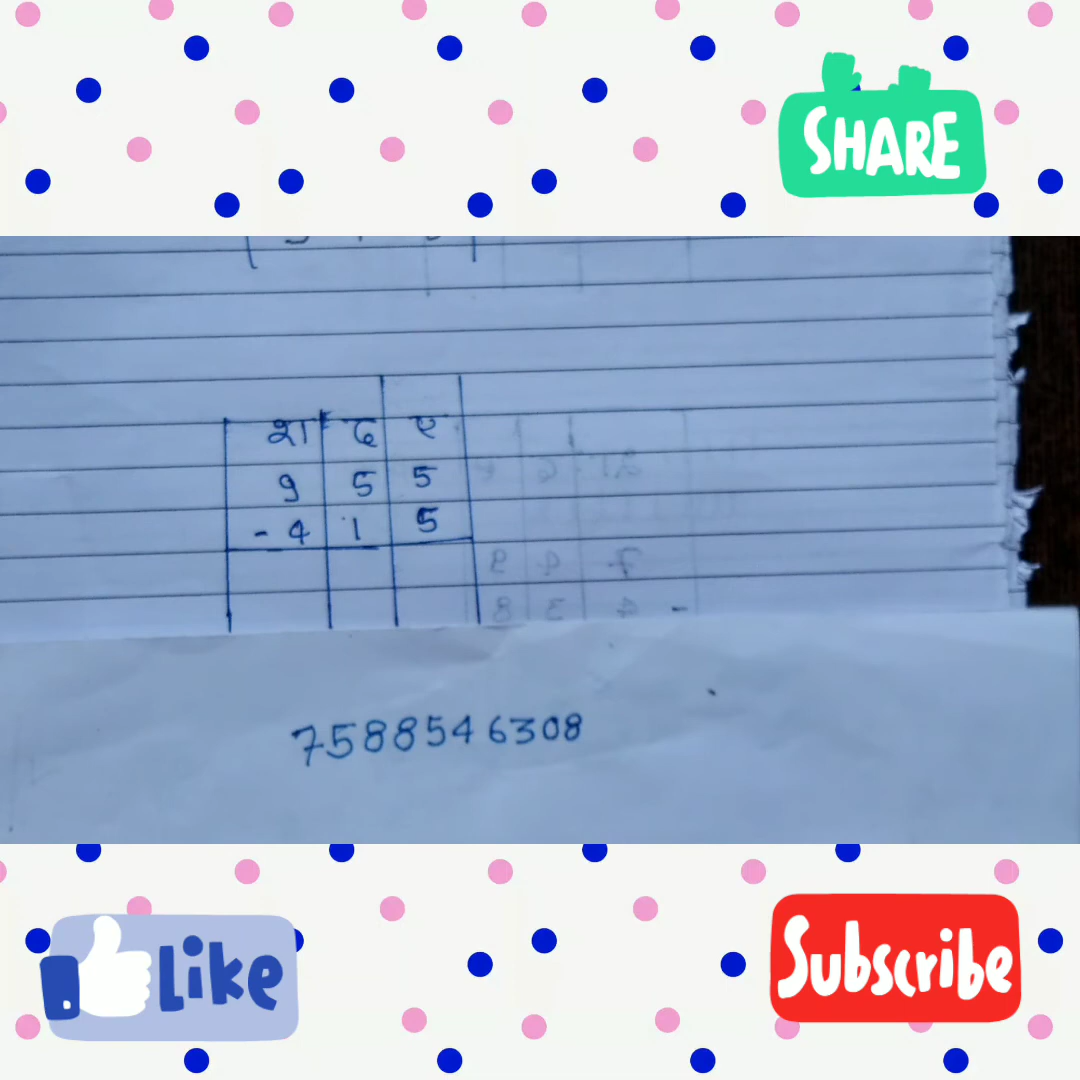 SHARE
श द ए
9 5 5
- 4 1 5
7588546308
Like
Subscribe